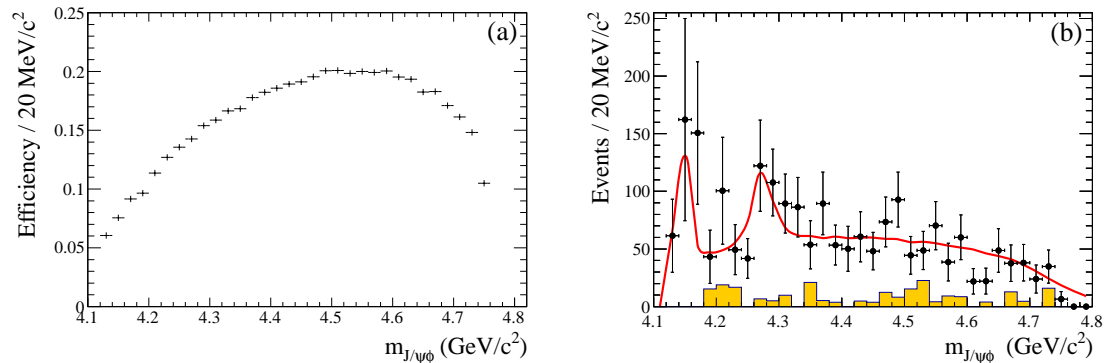 (a)
Efficiency / 20 MeV/c²
0.25
0.2
0.15
0.1
0.05
0
4.1 4.2 4.3 4.4 4.5 4.6 4.7 4.8
m_J/ψϕ (GeV/c²)
(b)
Events / 20 MeV/c²
250
200
150
100
50
0
4.1 4.2 4.3 4.4 4.5 4.6 4.7 4.8
m_J/ψϕ (GeV/c²)